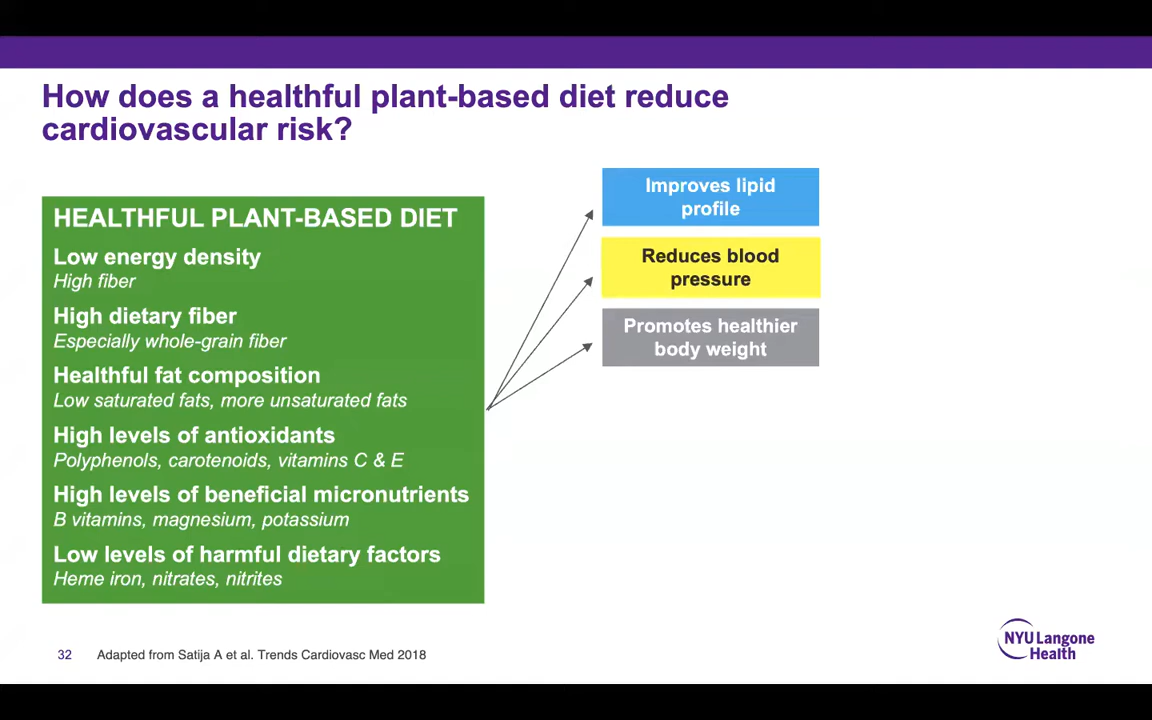 How does a healthful plant-based diet reduce
cardiovascular risk?
HEALTHFUL PLANT-BASED DIET
Low energy density
High fiber
High dietary fiber
Especially whole-grain fiber
Healthful fat composition
Low saturated fats, more unsaturated fats
High levels of antioxidants
Polyphenols, carotenoids, vitamins C & E
High levels of beneficial micronutrients
B vitamins, magnesium, potassium
Low levels of harmful dietary factors
Heme iron, nitrates, nitrites
Improves lipid
profile
Reduces blood
pressure
Promotes healthier
body weight
32 Adapted from Satija A et al. Trends Cardiovasc Med 2018
NYU Langone
Health